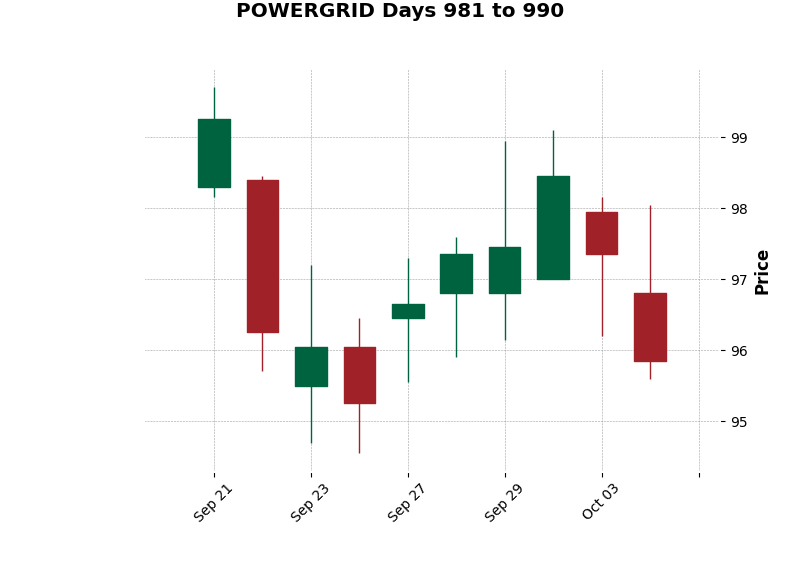 POWERGRID Days 981 to 990
99
98
97
96
95
Price
Sep 21
Sep 23
Sep 27
Sep 29
Oct 03